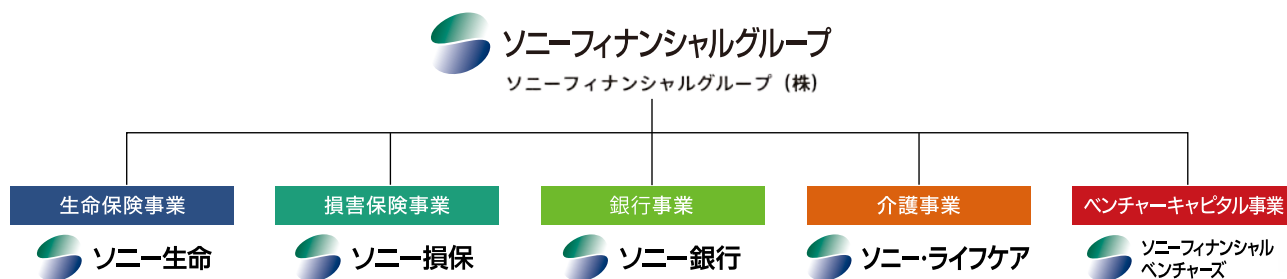 ソニーフィナンシャルグループ
ソニーフィナンシャルグループ（株）
生命保険事業
損害保険事業
銀行事業
介護事業
ベンチャーキャピタル事業
ソニー生命
ソニー損保
ソニー銀行
ソニー・ライフケア
ソニーフィナンシャル
ベンチャーズ